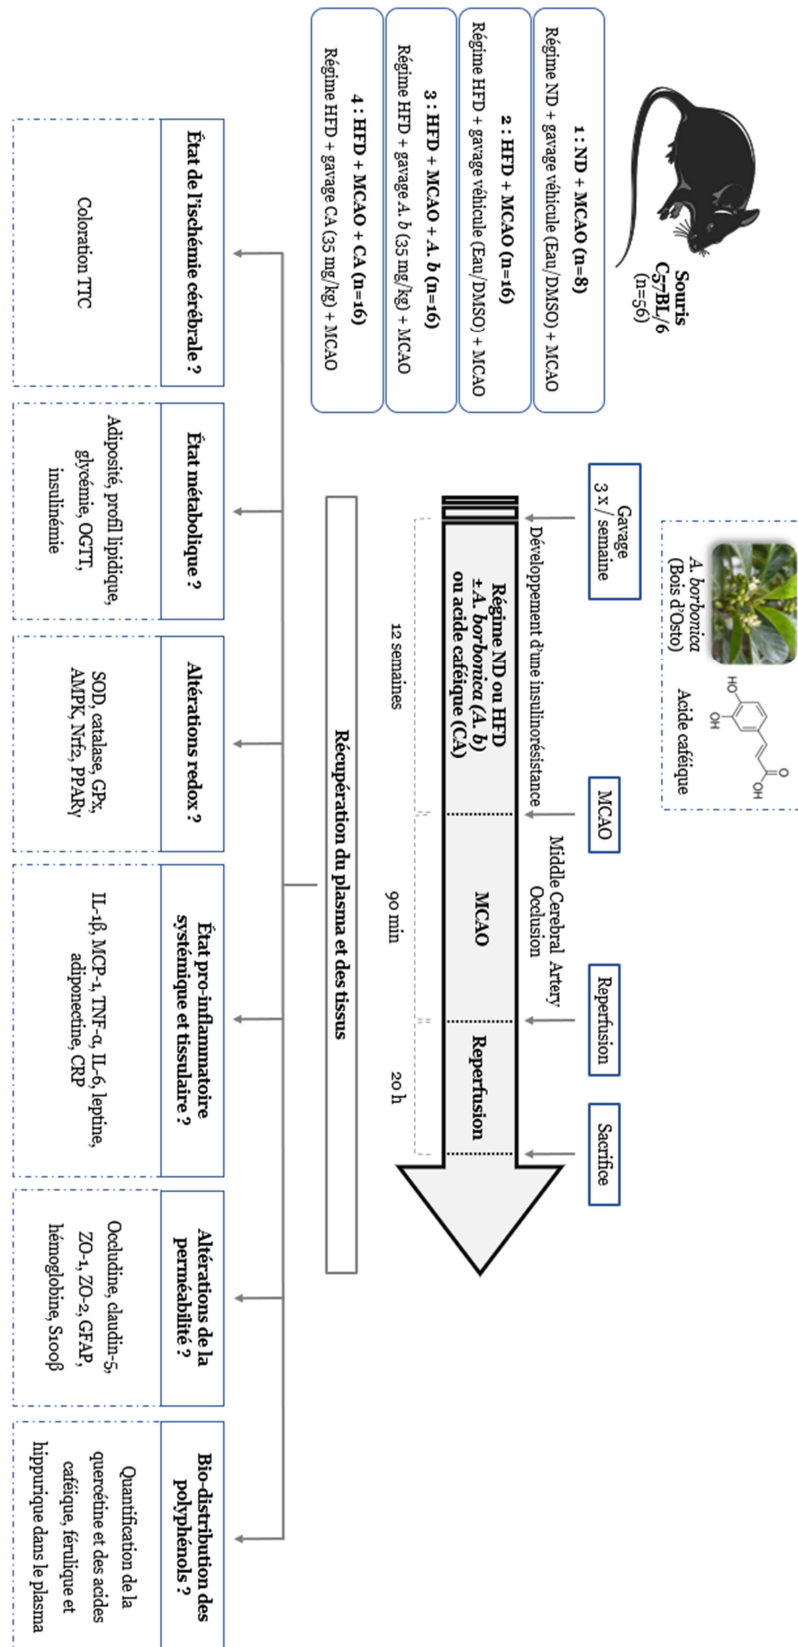 Souris
C57BL/6
(n=56)
1 : ND + MCAO (n=8)
Régime ND + gavage véhicule (Eau/DMSO) + MCAO
2 : HFD + MCAO (n=16)
Régime HFD + gavage véhicule (Eau/DMSO) + MCAO
3 : HFD + MCAO + A. b (n=16)
Régime HFD + gavage A. b (35 mg/kg) + MCAO
4 : HFD + MCAO + CA (n=16)
Régime HFD + gavage CA (35 mg/kg) + MCAO
A. borbonica
(Bois d'Osto)
HO
OH
O
OH
Acide caféique
Gavage
3 x / semaine
MCAO
Reperfusion
Sacrifice
Développement d'une insulinorésistance
Middle Cerebral Artery
Occlusion
Régime ND ou HFD
± A. borbonica (A. b)
ou acide caféique (CA)
MCAO
Reperfusion
12 semaines
90 min
20 h
Récupération du plasma et des tissus
État de l'ischémie cérébrale ?
Coloration TTC
État métabolique ?
Adiposité, profil lipidique,
glycémie, OGTT,
insulinémie
Altérations redox ?
SOD, catalase, GPx,
AMPK, Nrf2, PPARγ
État pro-inflammatoire
systémique et tissulaire ?
IL-1β, MCP-1, TNF-α, IL-6, leptine,
adiponectine, CRP
Altérations de la
perméabilité ?
Occludine, claudin-5,
ZO-1, ZO-2, GFAP,
hémoglobine, S100β
Bio-distribution des
polyphénols ?
Quantification de la
quercétine et des acides
caféique, férulique et
hippurique dans le plasma